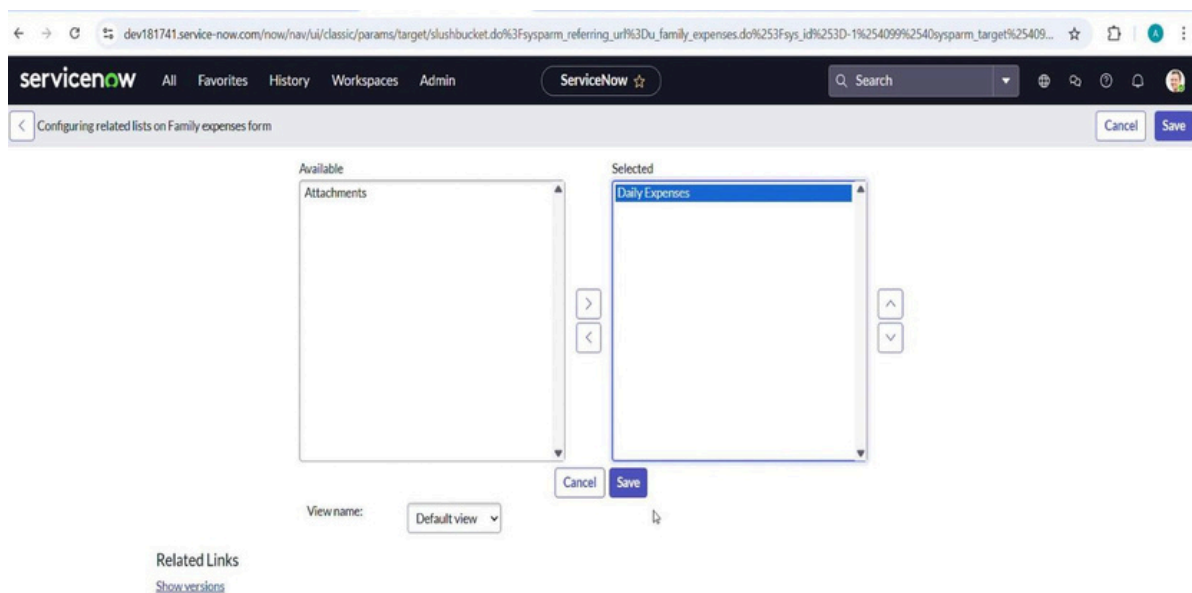 dev181741.service-now.com/now/nav/ui/classic/params/target/slushbucket.do%3Fsysparm_referring_url%3Du_family_expenses.do%253Fsys_id%253D-1%254099%2540sysparm_target%25409...
A
servicenow All Favorites History Workspaces Admin ServiceNow Search
Configuring related lists on Family expenses form Cancel Save
Available Selected
Attachments Daily Expenses
Cancel Save
View name: Default view
Related Links
Show versions